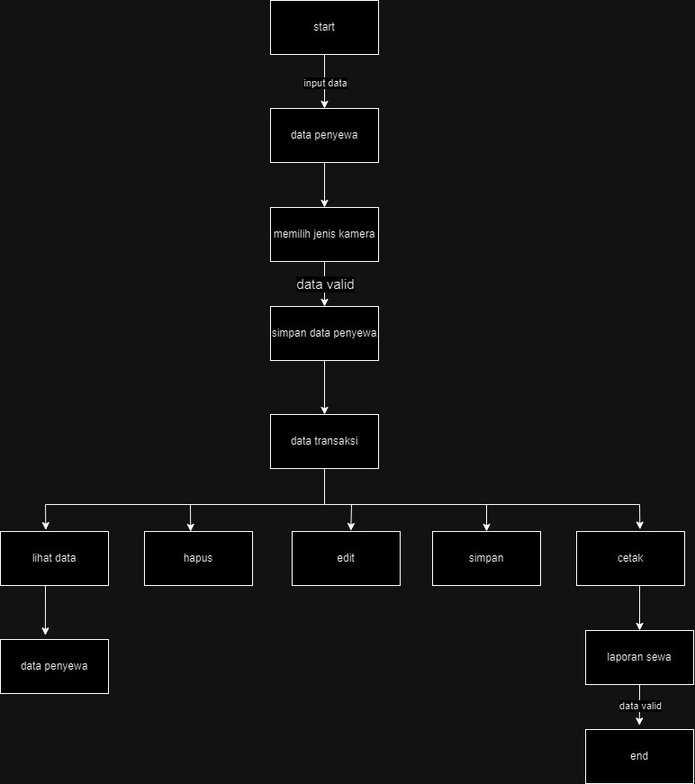 start
input data
data penyewa
memilih jenis kamera
data valid
simpan data penyewa
data transaksi
lihat data
hapus
edit
simpan
cetak
data penyewa
laporan sewa
data valid
end